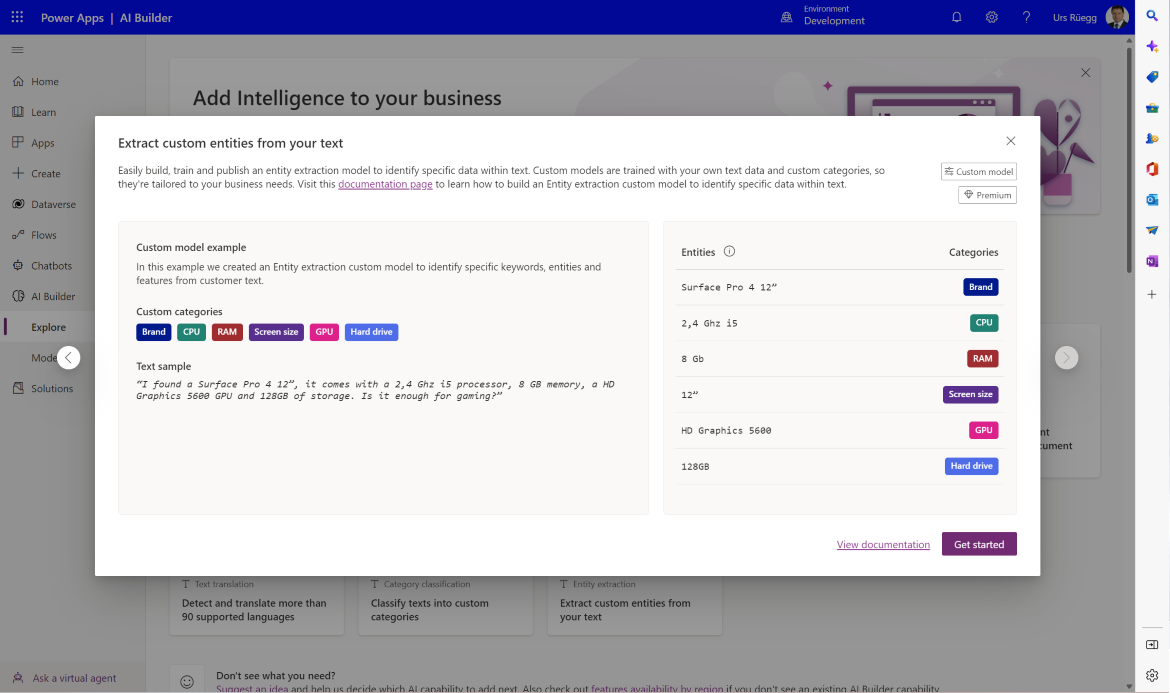 Power Apps | AI Builder
Environment
Development
Urs Rüegg
Home
Learn
Apps
Create
Dataverse
Flows
Chatbots
AI Builder
Explore
Solutions
Ask a virtual agent
Add Intelligence to your business
Extract custom entities from your text
Easily build, train and publish an entity extraction model to identify specific data within text. Custom models are trained with your own text data and custom categories, so
they're tailored to your business needs. Visit this documentation page to learn how to build an Entity extraction custom model to identify specific data within text.
Custom model
Premium
Custom model example
In this example we created an Entity extraction custom model to identify specific keywords, entities and
features from customer text.
Custom categories
Brand CPU RAM Screen size GPU Hard drive
Text sample
“I found a Surface Pro 4 12”, it comes with a 2,4 Ghz i5 processor, 8 GB memory, a HD
Graphics 5600 GPU and 128GB of storage. Is it enough for gaming?”
Entities Categories
Surface Pro 4 12” Brand
2,4 Ghz i5 CPU
8 Gb RAM
12” Screen size
HD Graphics 5600 GPU
128GB Hard drive
View documentation
Get started
Text translation
Detect and translate more than
90 supported languages
Category classification
Classify texts into custom
categories
Entity extraction
Extract custom entities from
your text
Don't see what you need?
Suggest an idea and help us decide which AI capability to add next. Also check out features availability by region if you don't see an existing AI Builder capability.